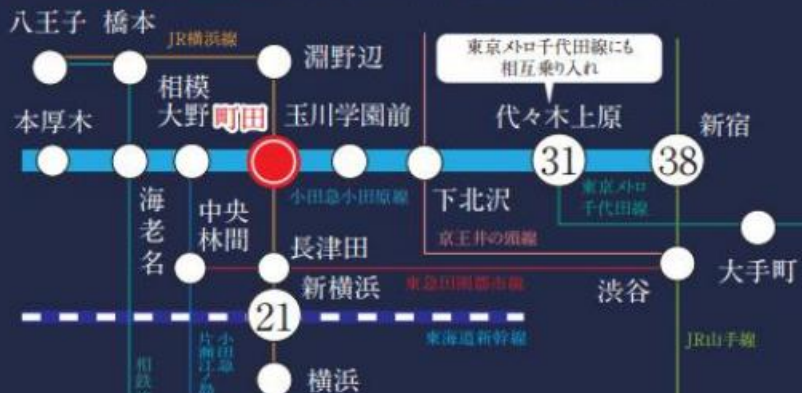 八王子
橋本
JR横浜線
淵野辺
東京メトロ千代田線にも
相互乗り入れ
本厚木
相模
大野
町田
玉川学園前
代々木上原
新宿
31
38
海老名
中央
林間
小田急小田原線
下北沢
東京メトロ
千代田線
京王井の頭線
長津田
大手町
新横浜
東急田園都市線
渋谷
21
東海道新幹線
JR山手線
小田急
横浜
相鉄